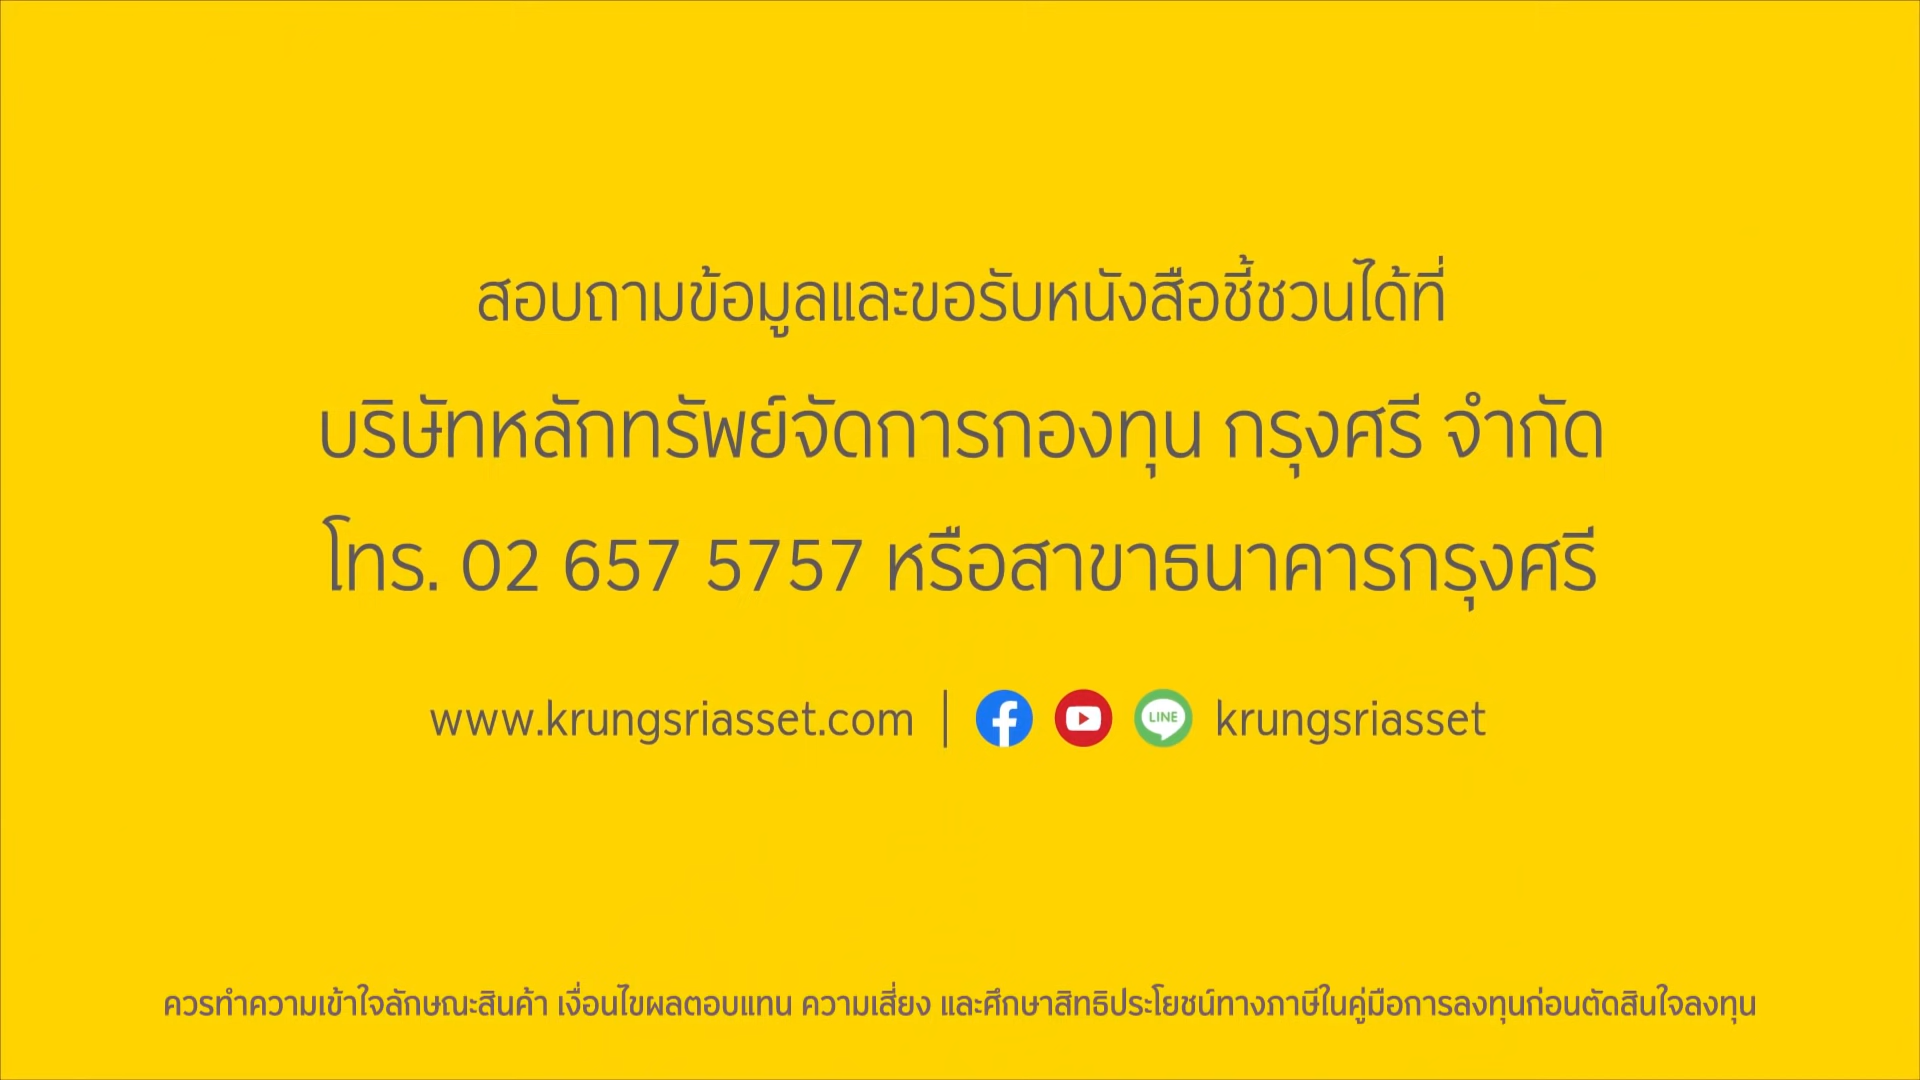 สอบถามข้อมูลและขอรับหนังสือชี้ชวนได้ที่
บริษัทหลักทรัพย์จัดการกองทุน กรุงศรี จำกัด
โทร. 02 657 5757 หรือสาขาธนาคารกรุงศรี
www.krungsriasset.com | LINE krungsriasset
ควรทำความเข้าใจลักษณะสินค้า เงื่อนไขผลตอบแทน ความเสี่ยง และศึกษาสิทธิประโยชน์ทางภาษีในคู่มือการลงทุนก่อนตัดสินใจลงทุน